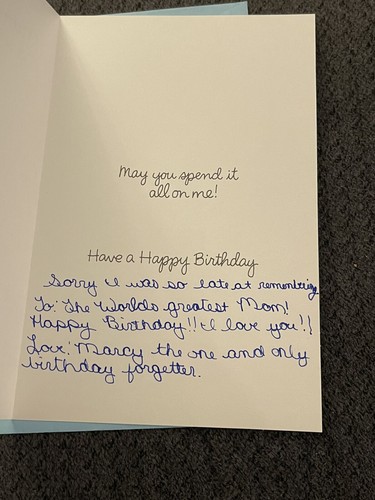 May you spend it
all on me!
Have a Happy Birthday
Sorry I was so late at remembring
To: The Worlds greatest Mom!
Happy Birthday!! I love you!!
Love: Marcy the one and only
birthday forgetter.